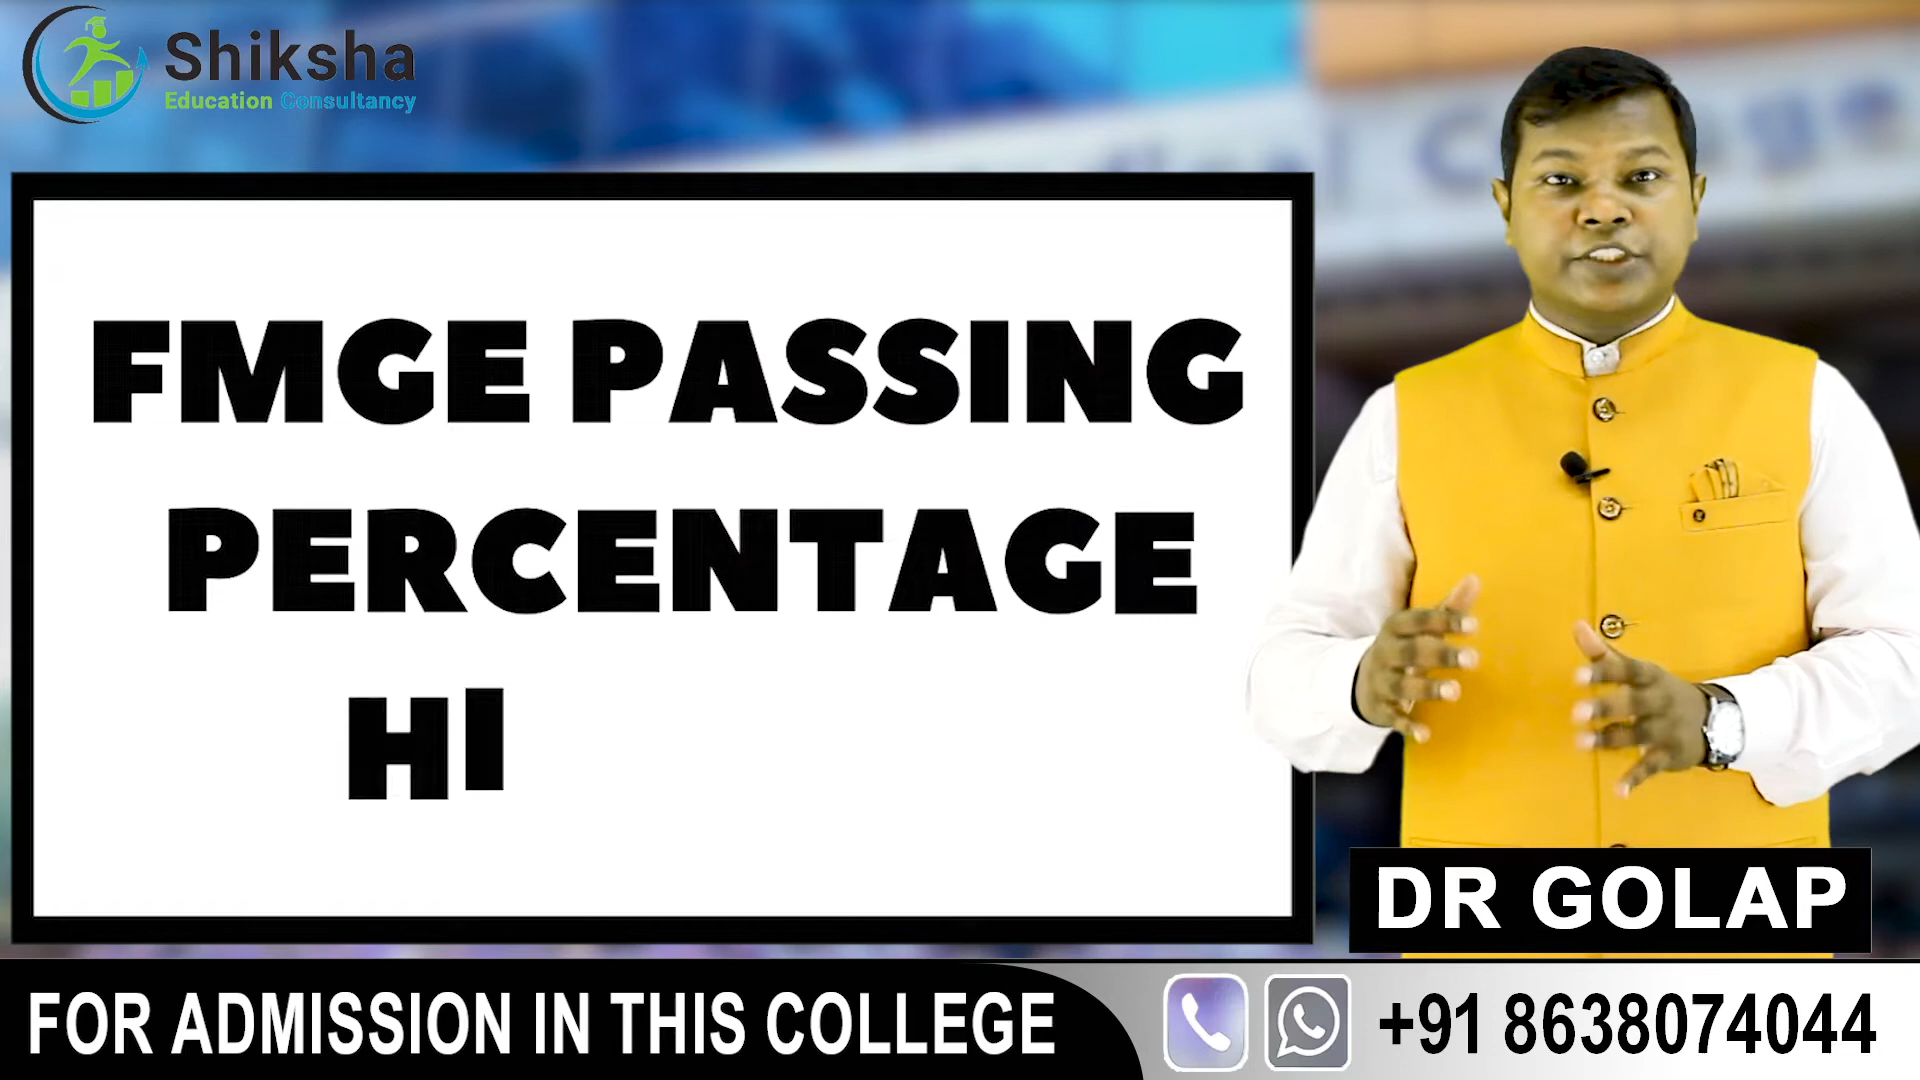 Shiksha
Education Consultancy
FMGE PASSING
PERCENTAGE
HI
DR GOLAP
FOR ADMISSION IN THIS COLLEGE
+91 8638074044